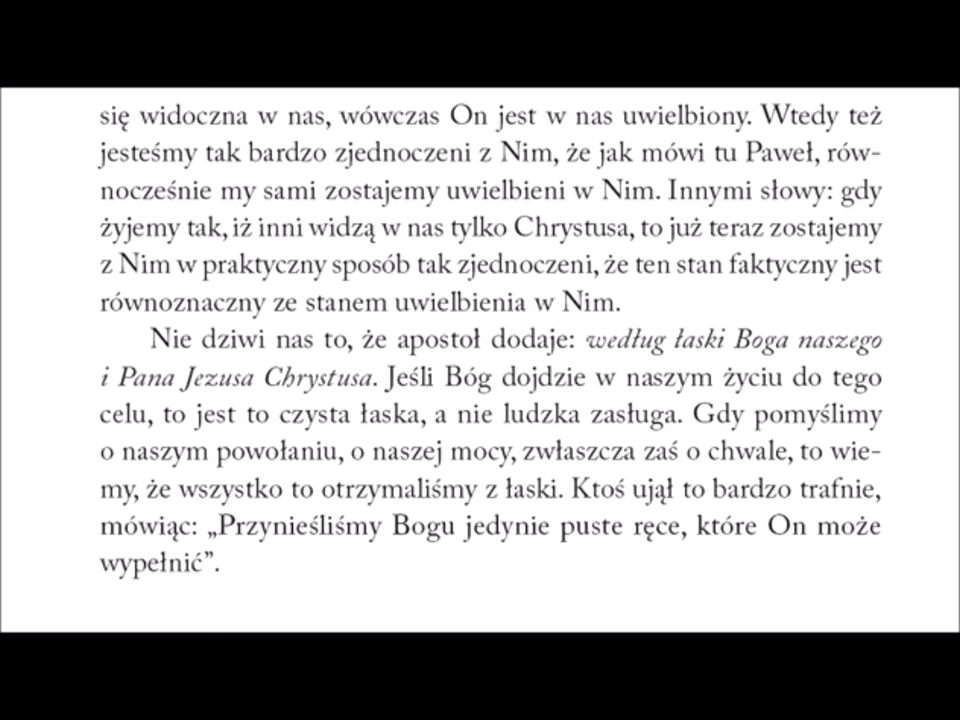 się widoczna w nas, wówczas On jest w nas uwielbiony. Wtedy też
jesteśmy tak bardzo zjednoczeni z Nim, że jak mówi tu Paweł, rów-
nocześnie my sami zostajemy uwielbieni w Nim. Innymi słowy: gdy
żyjemy tak, iż inni widzą w nas tylko Chrystusa, to już teraz zostajemy
z Nim w praktyczny sposób tak zjednoczeni, że ten stan faktyczny jest
równoznaczny ze stanem uwielbienia w Nim.
Nie dziwi nas to, że apostoł dodaje: według łaski Boga naszego
i Pana Jezusa Chrystusa. Jeśli Bóg dojdzie w naszym życiu do tego
celu, to jest to czysta łaska, a nie ludzka zasługa. Gdy pomyślimy
o naszym powołaniu, o naszej mocy, zwłaszcza zaś o chwale, to wie-
my, że wszystko to otrzymaliśmy z łaski. Ktoś ujął to bardzo trafnie,
mówiąc: „Przynieśliśmy Bogu jedynie puste ręce, które On może
wypełnić”.